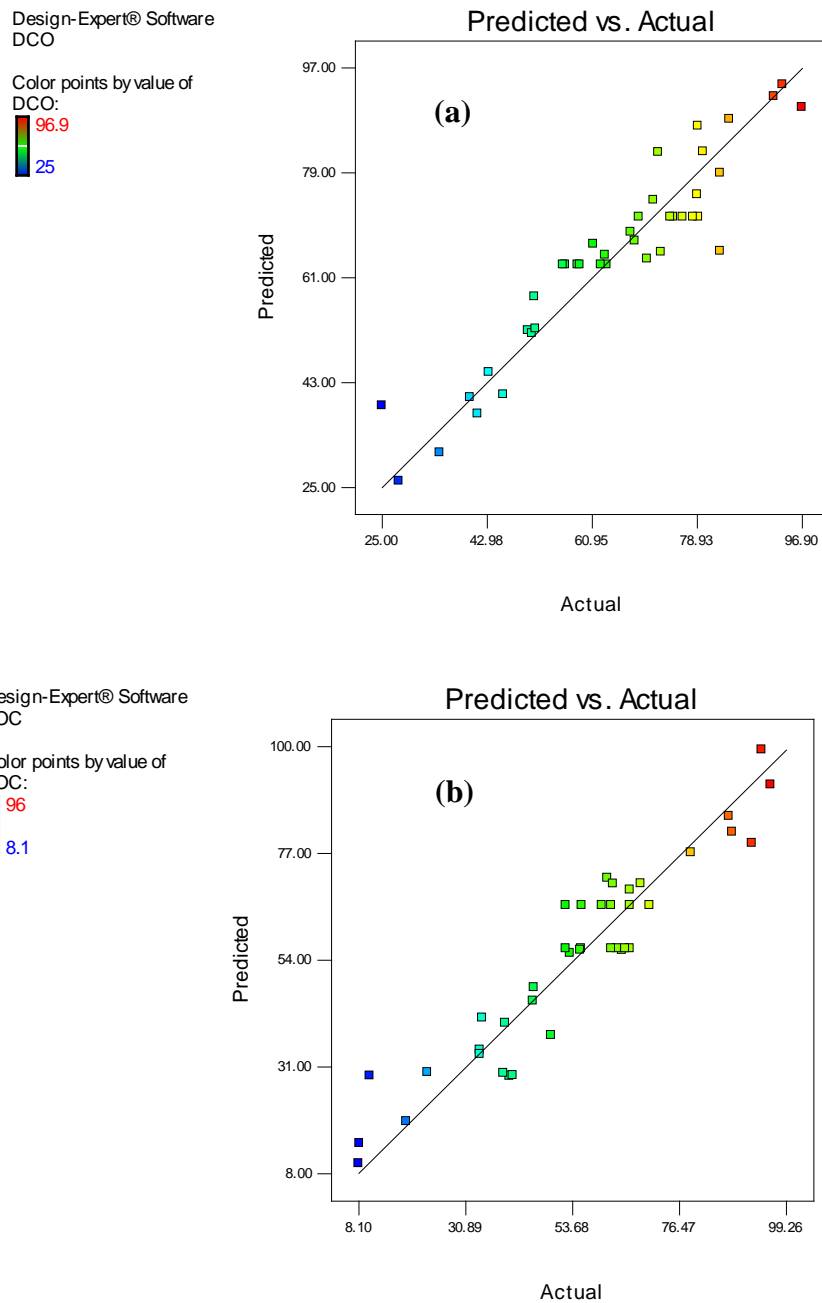 Design-Expert® Software
DCO
Color points by value of
DCO:
96.9
25
Predicted vs. Actual
(a)
97.00
79.00
61.00
43.00
25.00
Predicted
25.00 42.98 60.95 78.93 96.90
Actual
esign-Expert® Software
OC
olor points by value of
OC:
96
8.1
Predicted vs. Actual
(b)
100.00
77.00
54.00
31.00
8.00
Predicted
8.10 30.89 53.68 76.47 99.26
Actual